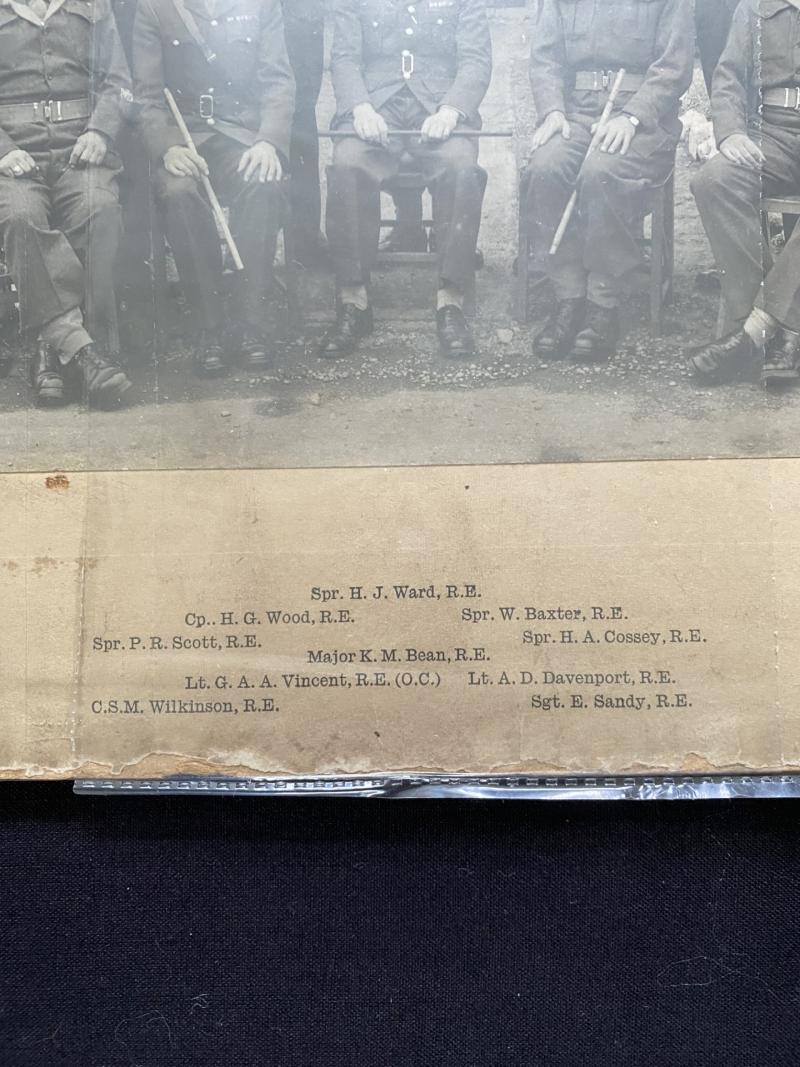 Spr. H. J. Ward, R.E.
Cp.. H. G. Wood, R.E. Spr. W. Baxter, R.E.
Spr. P. R. Scott, R.E. Spr. H. A. Cossey, R.E.
Major K. M. Bean, R.E.
Lt. G. A. A. Vincent, R.E. (O.C.) Lt. A. D. Davenport, R.E.
C.S.M. Wilkinson, R.E. Sgt. E. Sandy, R.E.